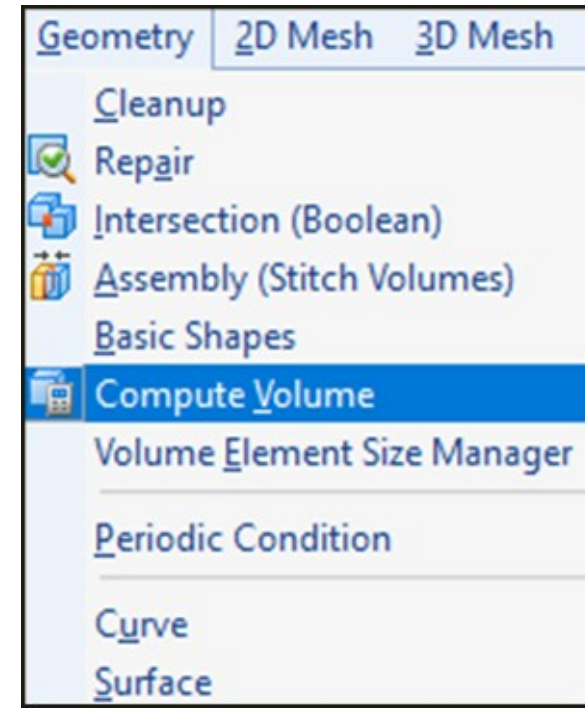 Geometry 2D Mesh 3D Mesh
Cleanup
Repair
Intersection (Boolean)
Assembly (Stitch Volumes)
Basic Shapes
Compute Volume
Volume Element Size Manager
Periodic Condition
Curve
Surface